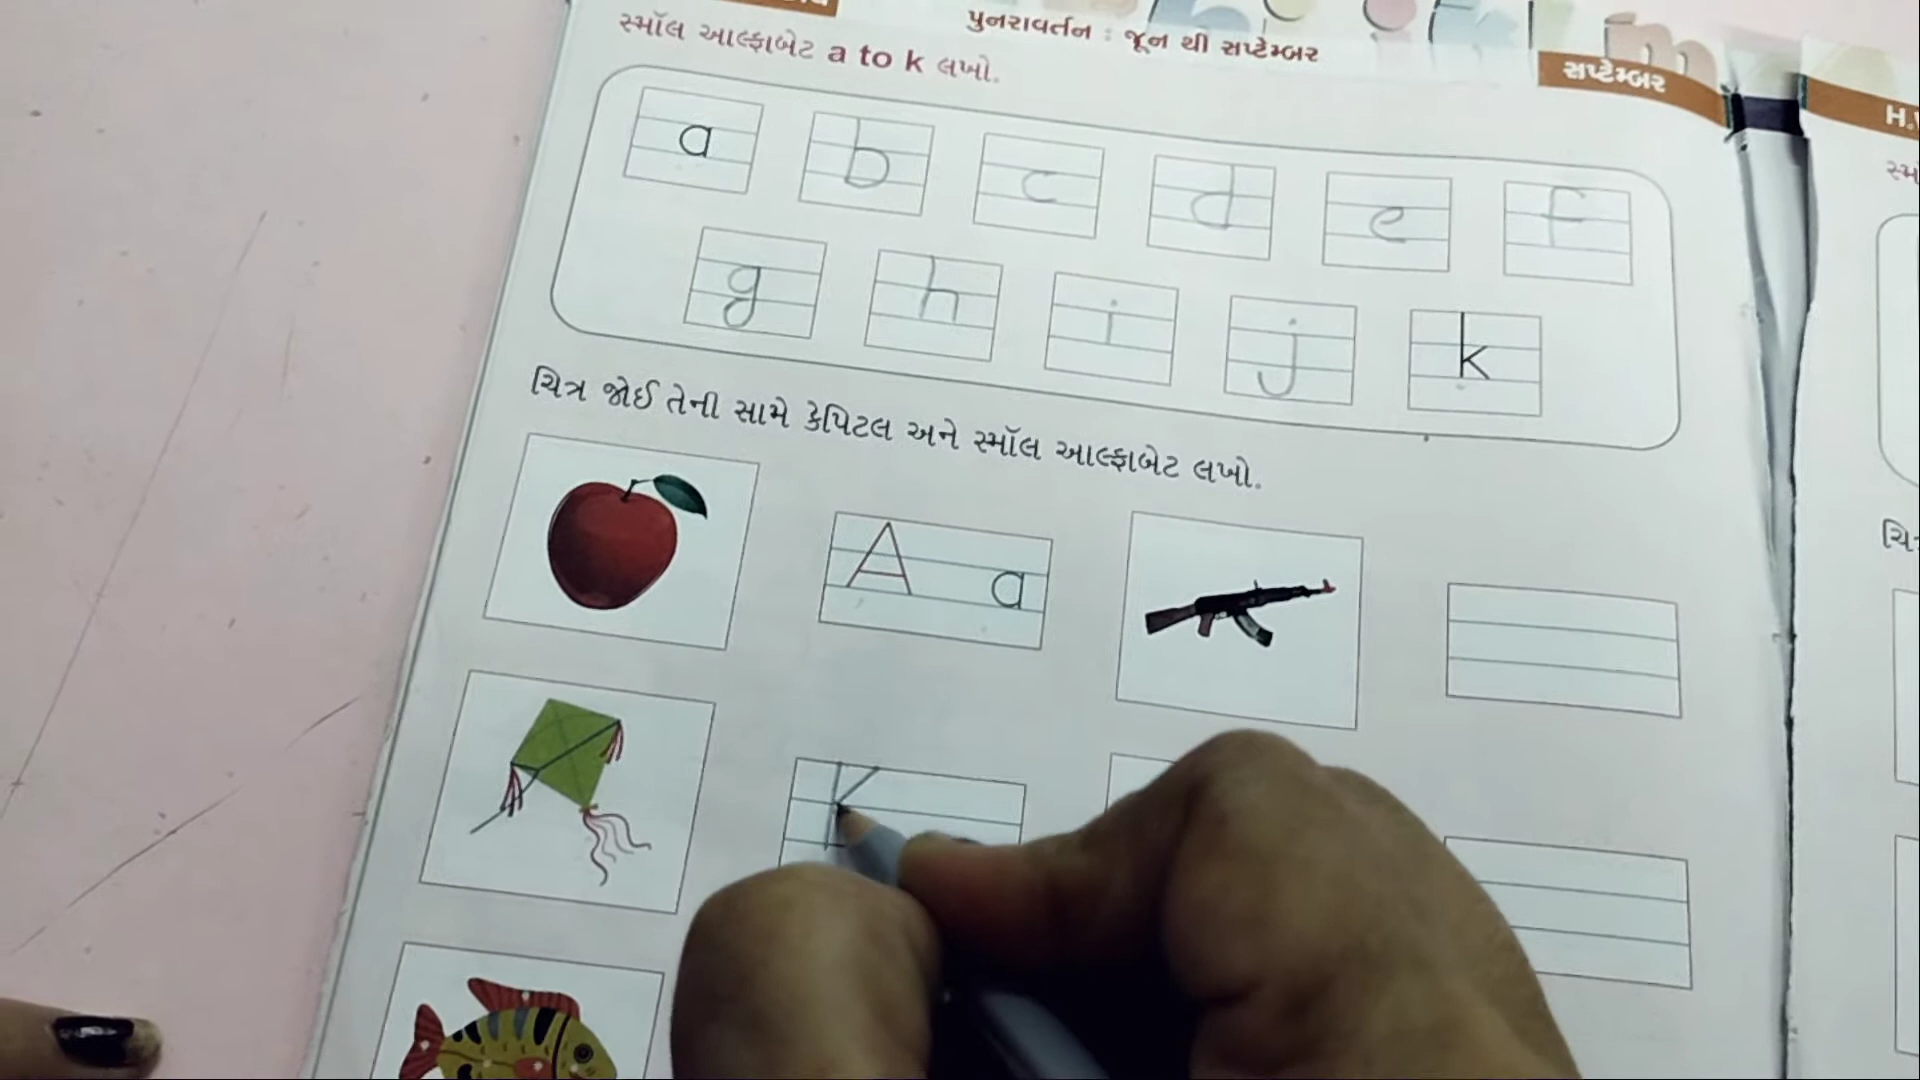 પુનરાવર્તન : જૂન થી સપ્ટેમ્બર
સપ્ટેમ્બર
સ્મૉલ આલ્ફાબેટ a to k લખો.
a b c d e f
g h i j k
ચિત્ર જોઈ તેની સામે કેપિટલ અને સ્મૉલ આલ્ફાબેટ લખો.
A a
K